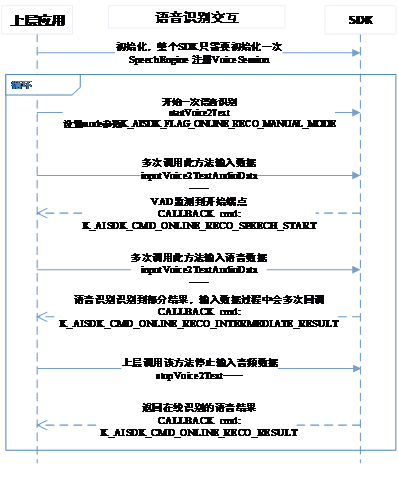 上层应用
语音识别交互
SDK
初始化，整个SDK只需要初始化一次
SpeechEngine 注册VoiceSession
循环
开始一次语音识别
startVoice2Text
设置mode参数K_AISDK_FLAG_ONLINE_RECO_MANUAL_MODE
多次调用此方法输入数据
inputVoice2TextAudioData
——
VAD监测到开始端点
CALLBACK cmd:
K_AISDK_CMD_ONLINE_RECO_SPEECH_START
多次调用此方法输入语音数据
inputVoice2TextAudioData
——
语音识别识别到部分结果，输入数据过程中会多次回调
CALLBACK cmd:
K_AISDK_CMD_ONLINE_RECO_INTERMEDIATE_RESULT
上层调用该方法停止输入音频数据
stopVoice2Text——
返回在线识别的语音结果
CALLBACK cmd:
K_AISDK_CMD_ONLINE_RECO_RESULT